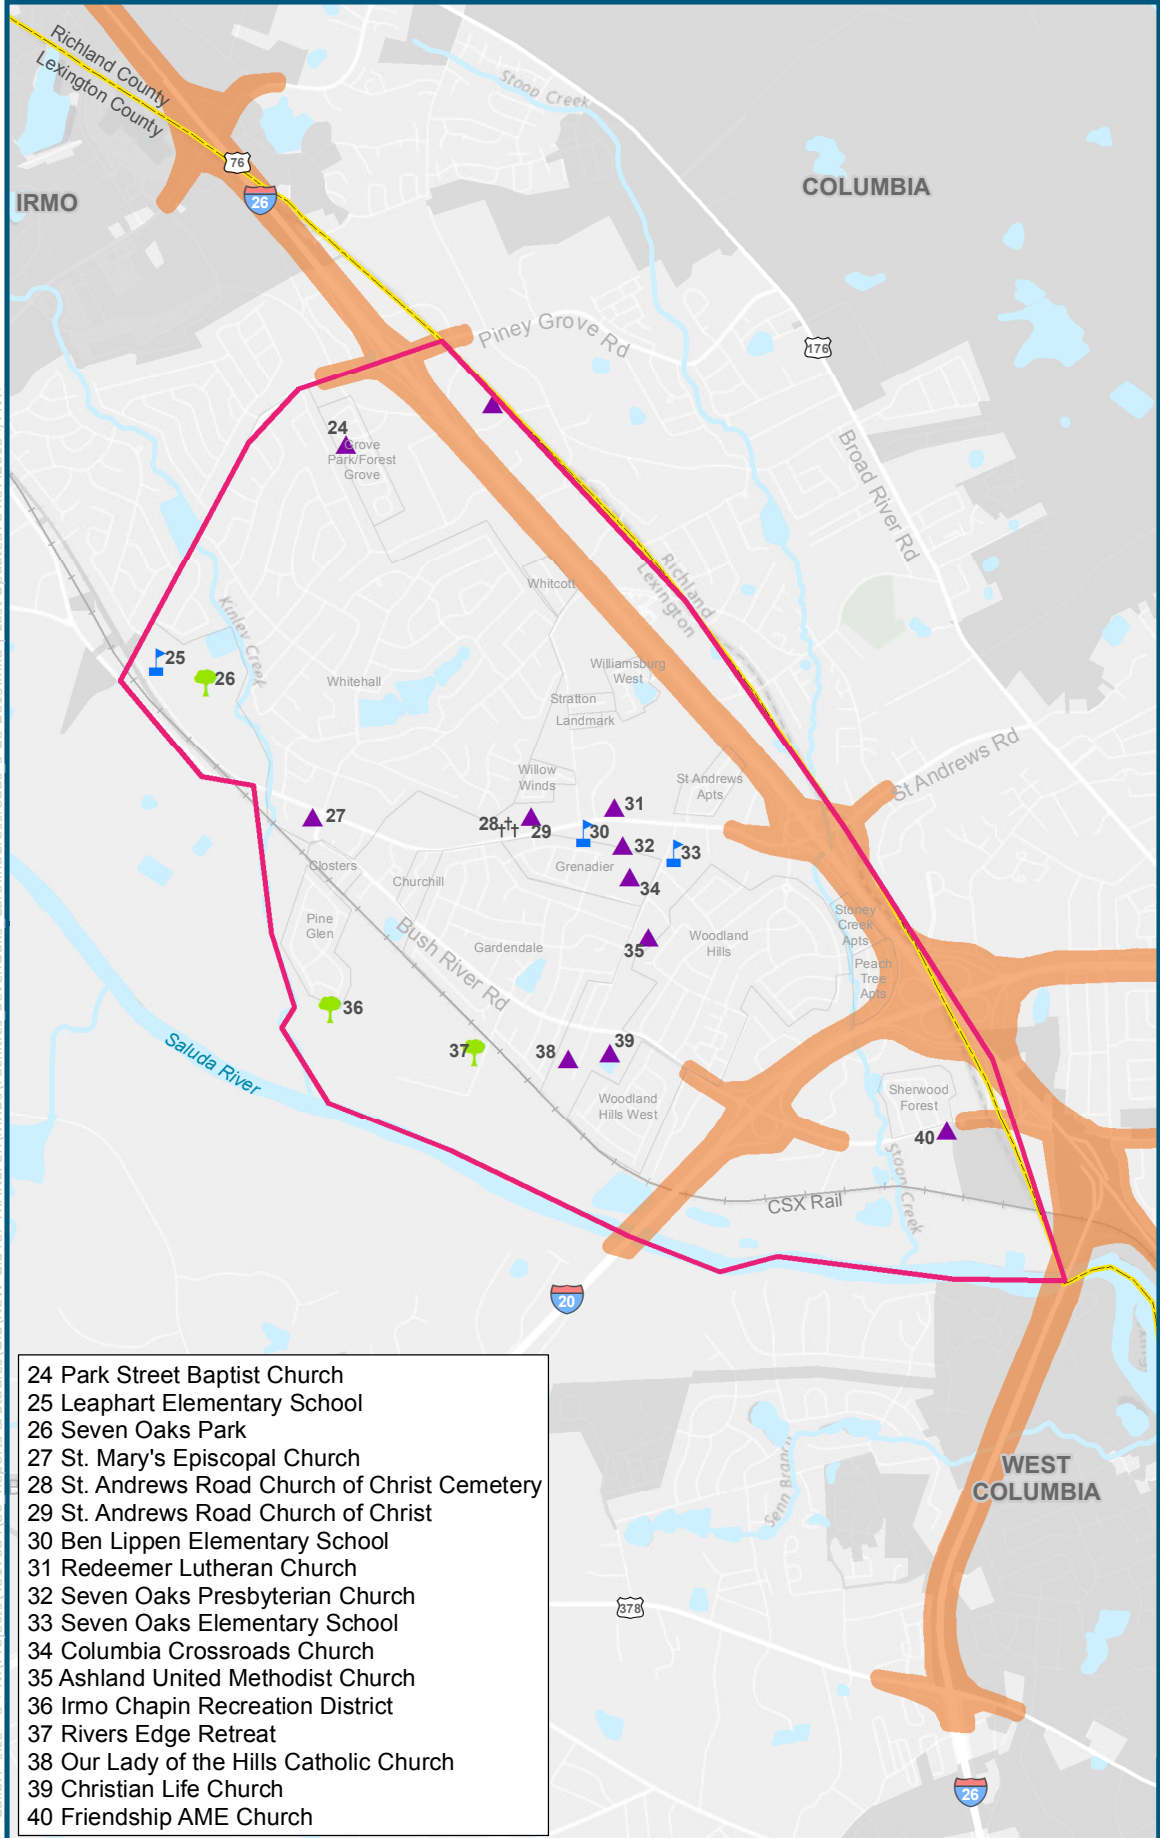 Richland County
Lexington County
76
26
IRMO
Stoop Creek
COLUMBIA
Piney Grove Rd
176
24
Grove
Park/Forest
Grove
Broad River Rd
Richland
Lexington
Whitcott
Kinley Creek
25
26
Whitehall
Williamsburg
West
Stratton
Landmark
St Andrews Rd
Willow
Winds
St Andrews
Apts
27
28
29
30
31
32
33
34
Closters
Churchill
Grenadier
Pine
Glen
Bush River Rd
Gardendale
35
Woodland
Hills
Stoney
Creek
Apts
Peach
Tree
Apts
36
37
38
39
Saluda River
Woodland
Hills West
Sherwood
Forest
40
Stoop Creek
CSX Rail
20
24 Park Street Baptist Church
25 Leaphart Elementary School
26 Seven Oaks Park
27 St. Mary's Episcopal Church
28 St. Andrews Road Church of Christ Cemetery
29 St. Andrews Road Church of Christ
30 Ben Lippen Elementary School
31 Redeemer Lutheran Church
32 Seven Oaks Presbyterian Church
33 Seven Oaks Elementary School
34 Columbia Crossroads Church
35 Ashland United Methodist Church
36 Irmo Chapin Recreation District
37 Rivers Edge Retreat
38 Our Lady of the Hills Catholic Church
39 Christian Life Church
40 Friendship AME Church
Senn Branch
WEST
COLUMBIA
378
26